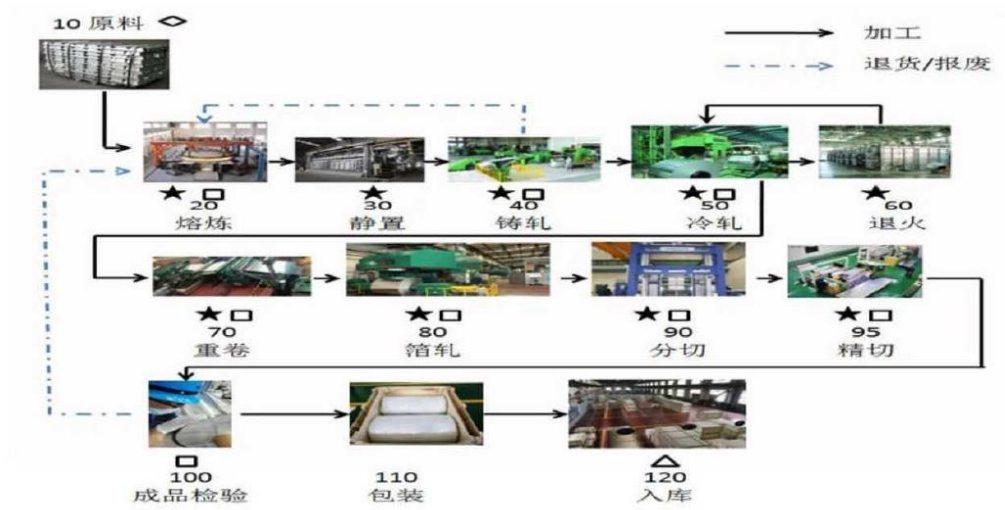 10 原料
加工
退货/报废
20
熔炼
30
静置
40
铸轧
50
冷轧
60
退火
70
重卷
80
箔轧
90
分切
95
精切
100
成品检验
110
包装
120
入库